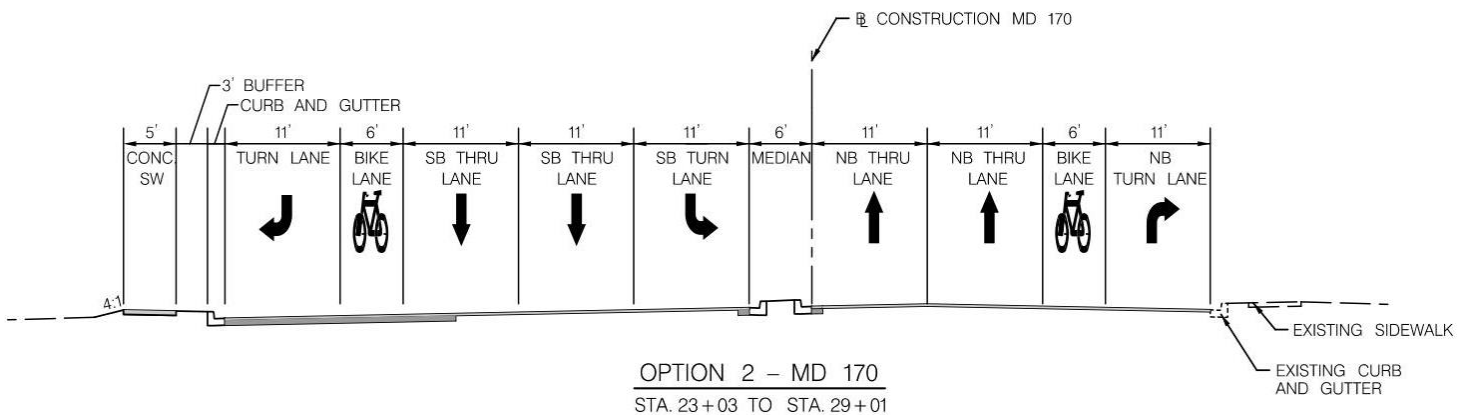 ℄ CONSTRUCTION MD 170
3' BUFFER
CURB AND GUTTER
5' 11' 6' 11' 11' 11' 6' 11' 11' 6' 11'
CONC. SW
TURN LANE
BIKE LANE
SB THRU LANE
SB THRU LANE
SB TURN LANE
MEDIAN
NB THRU LANE
NB THRU LANE
BIKE LANE
NB TURN LANE
4:1
EXISTING SIDEWALK
EXISTING CURB
AND GUTTER
OPTION 2 – MD 170
STA. 23+03 TO STA. 29+01